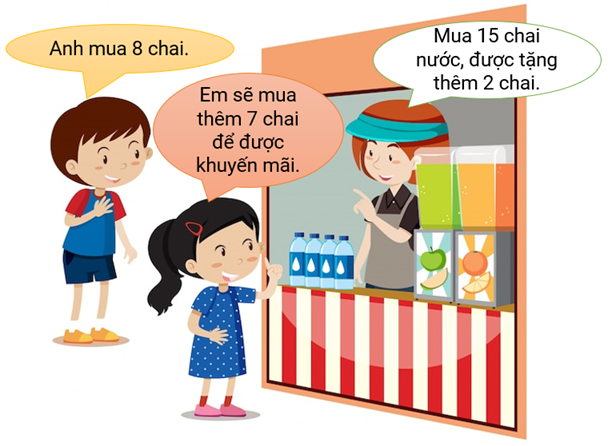 Anh mua 8 chai.
Em sẽ mua
thêm 7 chai
để được
khuyến mãi.
Mua 15 chai
nước, được tặng
thêm 2 chai.